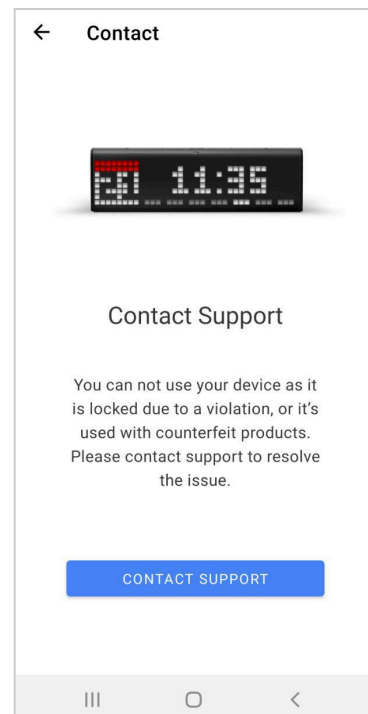 Contact
11:35
Contact Support
You can not use your device as it
is locked due to a violation, or it's
used with counterfeit products.
Please contact support to resolve
the issue.
CONTACT SUPPORT